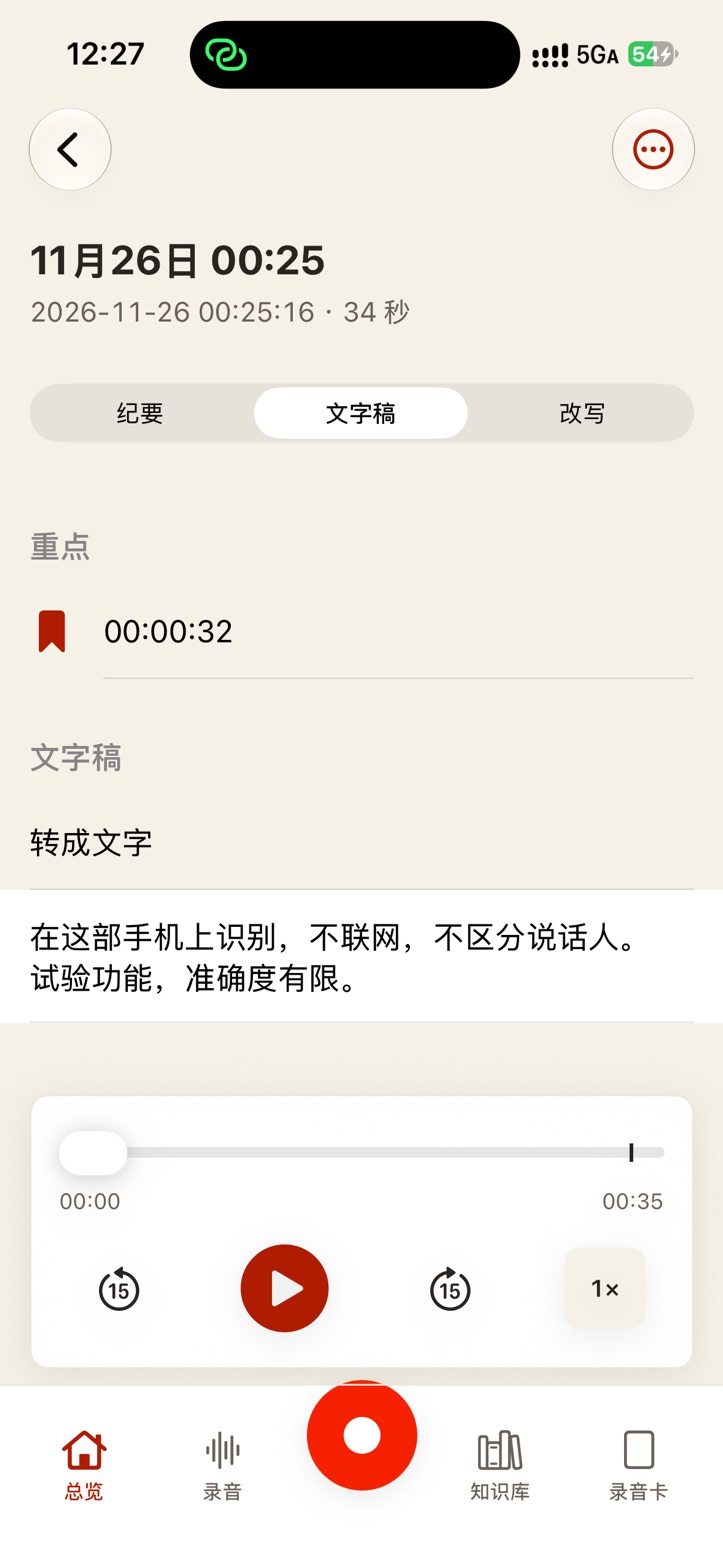 12:27
5GA
54
11月26日 00:25
2026-11-26 00:25:16 · 34 秒
纪要
文字稿
改写
重点
00:00:32
文字稿
转成文字
在这部手机上识别，不联网，不区分说话人。
试验功能，准确度有限。
00:00
00:35
15
15
1×
总览
录音
知识库
录音卡